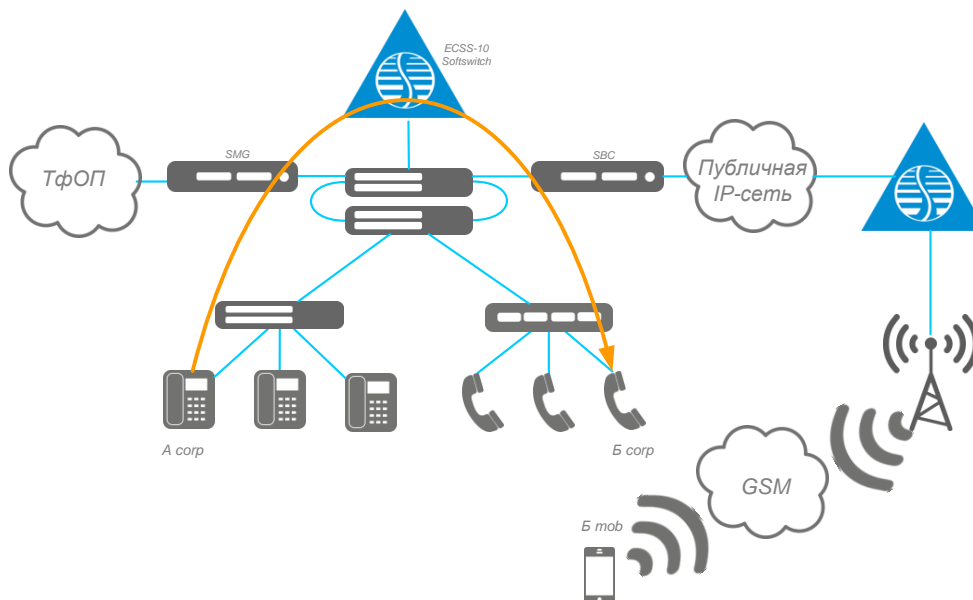 ECSS-10
Softswitch
ТфОП
SMG
SBC
Публичная
IP-сеть
А corp
Б corp
GSM
Б mob